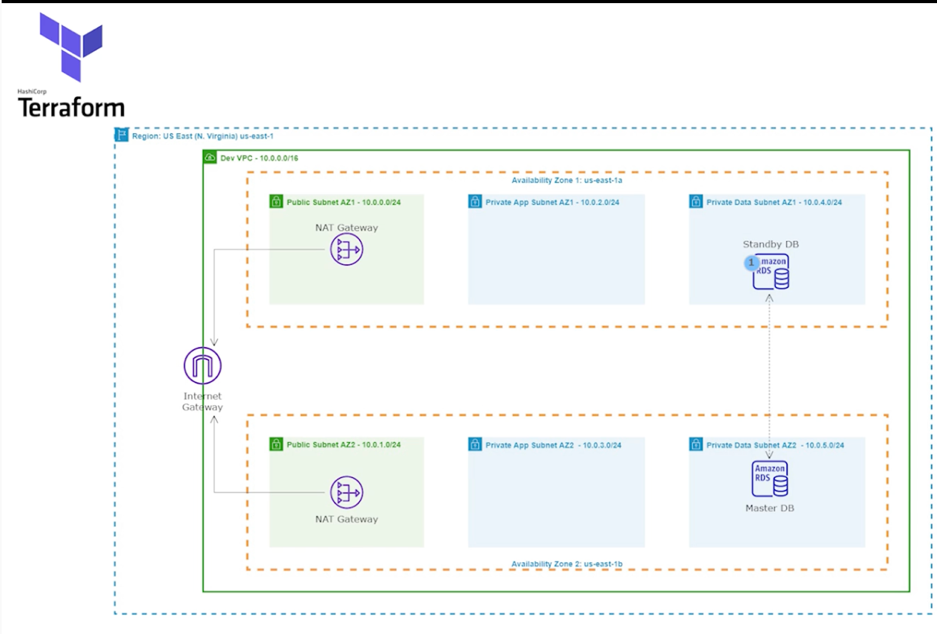 HashiCorp
Terraform
Region: US East (N. Virginia) us-east-1
Dev VPC - 10.0.0.0/16
Availability Zone 1: us-east-1a
Public Subnet AZ1 - 10.0.0.0/24
Private App Subnet AZ1 - 10.0.2.0/24
Private Data Subnet AZ1 - 10.0.4.0/24
NAT Gateway
Standby DB
1
Amazon
RDS
Internet
Gateway
Public Subnet AZ2 - 10.0.1.0/24
Private App Subnet AZ2 - 10.0.3.0/24
Private Data Subnet AZ2 - 10.0.5.0/24
Amazon
RDS
NAT Gateway
Master DB
Availability Zone 2: us-east-1b